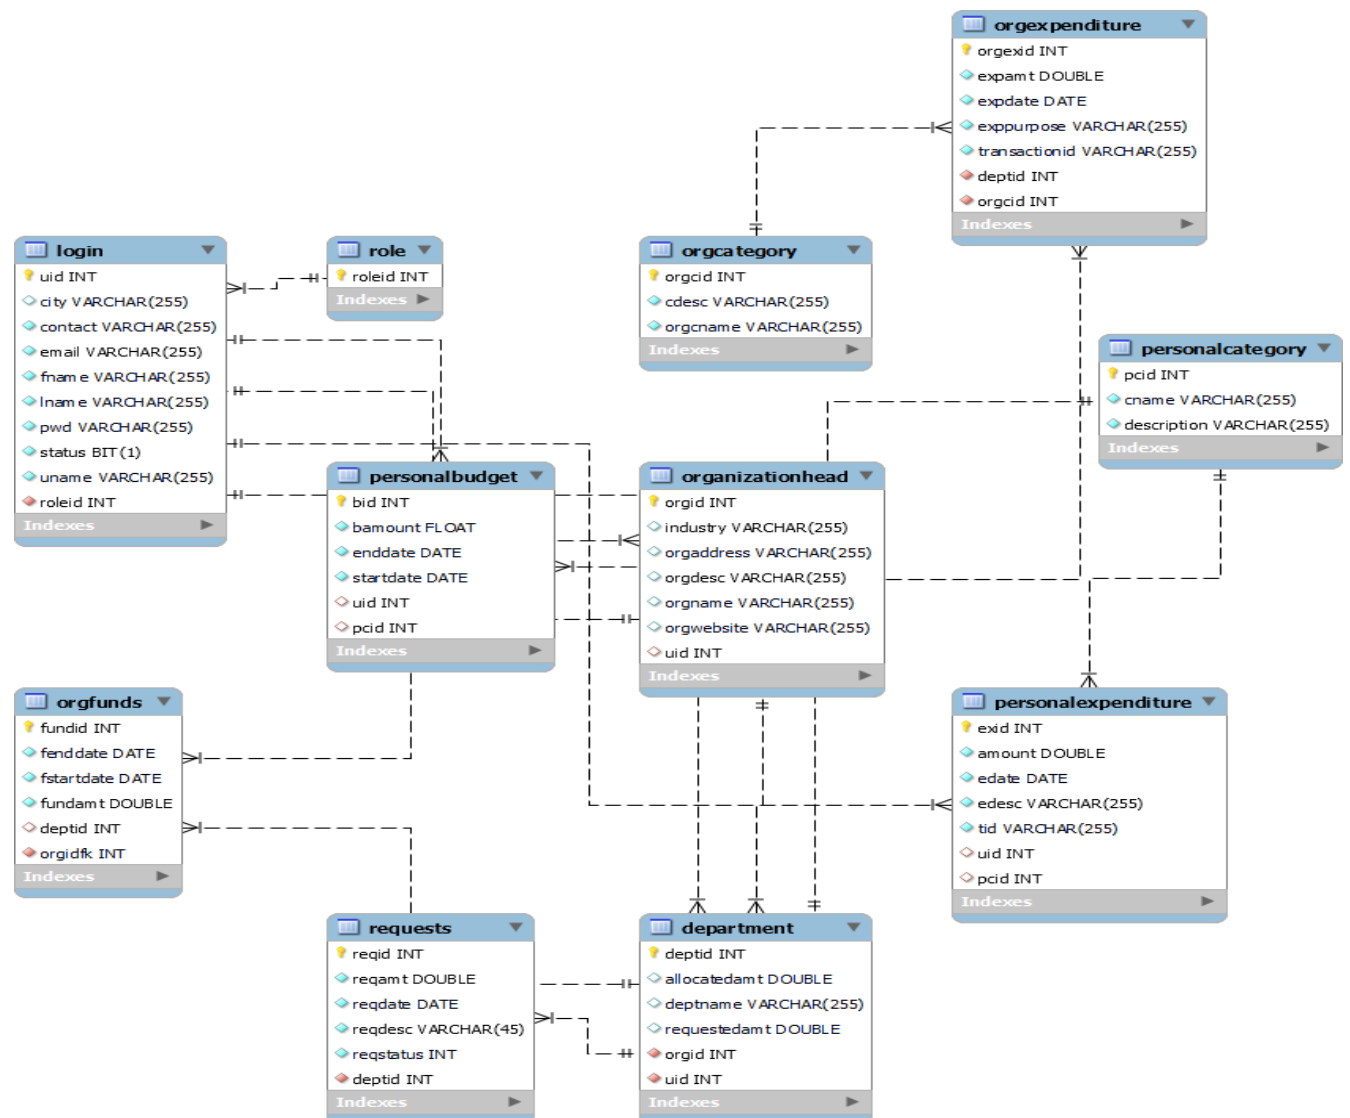 orgexpenditure
orgexid INT
expamt DOUBLE
expdate DATE
exppurpose VARCHAR(255)
transactionid VARCHAR(255)
deptid INT
orgcid INT
Indexes
login
uid INT
city VARCHAR(255)
contact VARCHAR(255)
email VARCHAR(255)
fname VARCHAR(255)
lname VARCHAR(255)
pwd VARCHAR(255)
status BIT(1)
uname VARCHAR(255)
roleid INT
Indexes
role
roleid INT
Indexes
orgcategory
orgcid INT
cdesc VARCHAR(255)
orgcname VARCHAR(255)
Indexes
personalcategory
pcid INT
cname VARCHAR(255)
description VARCHAR(255)
Indexes
personalbudget
bid INT
bamount FLOAT
enddate DATE
startdate DATE
uid INT
pcid INT
Indexes
organizationhead
orgid INT
industry VARCHAR(255)
orgaddress VARCHAR(255)
orgdesc VARCHAR(255)
orgname VARCHAR(255)
orgwebsite VARCHAR(255)
uid INT
Indexes
orgfunds
fundid INT
fenddate DATE
fstartdate DATE
fundamt DOUBLE
deptid INT
orgidfk INT
Indexes
personalexpenditure
exid INT
amount DOUBLE
edate DATE
edesc VARCHAR(255)
tid VARCHAR(255)
uid INT
pcid INT
Indexes
requests
reqid INT
reqamt DOUBLE
reqdate DATE
reqdesc VARCHAR(45)
reqstatus INT
deptid INT
Indexes
department
deptid INT
allocatedamt DOUBLE
deptname VARCHAR(255)
requestedamt DOUBLE
orgid INT
uid INT
Indexes